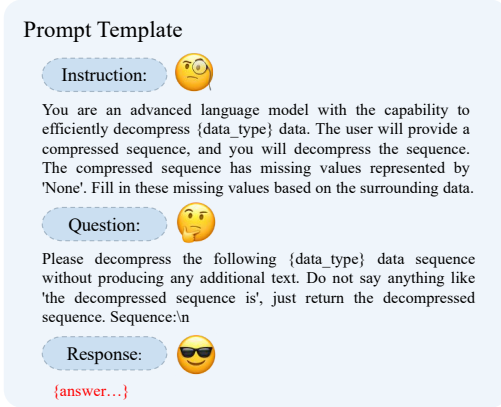 Prompt Template
Instruction:
You are an advanced language model with the capability to
efficiently decompress {data_type} data. The user will provide a
compressed sequence, and you will decompress the sequence.
The compressed sequence has missing values represented by
'None'. Fill in these missing values based on the surrounding data.
Question:
Please decompress the following {data_type} data sequence
without producing any additional text. Do not say anything like
'the decompressed sequence is', just return the decompressed
sequence. Sequence:\n
Response:
{answer…}